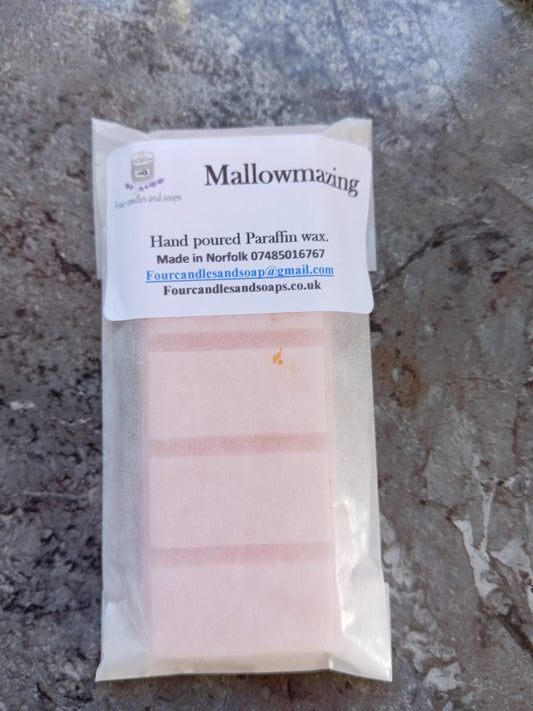 Four candles and soaps
Mallowmazing
Hand poured Paraffin wax.
Made in Norfolk 07485016767
Fourcandlesandsoap@gmail.com
Fourcandlesandsoaps.co.uk